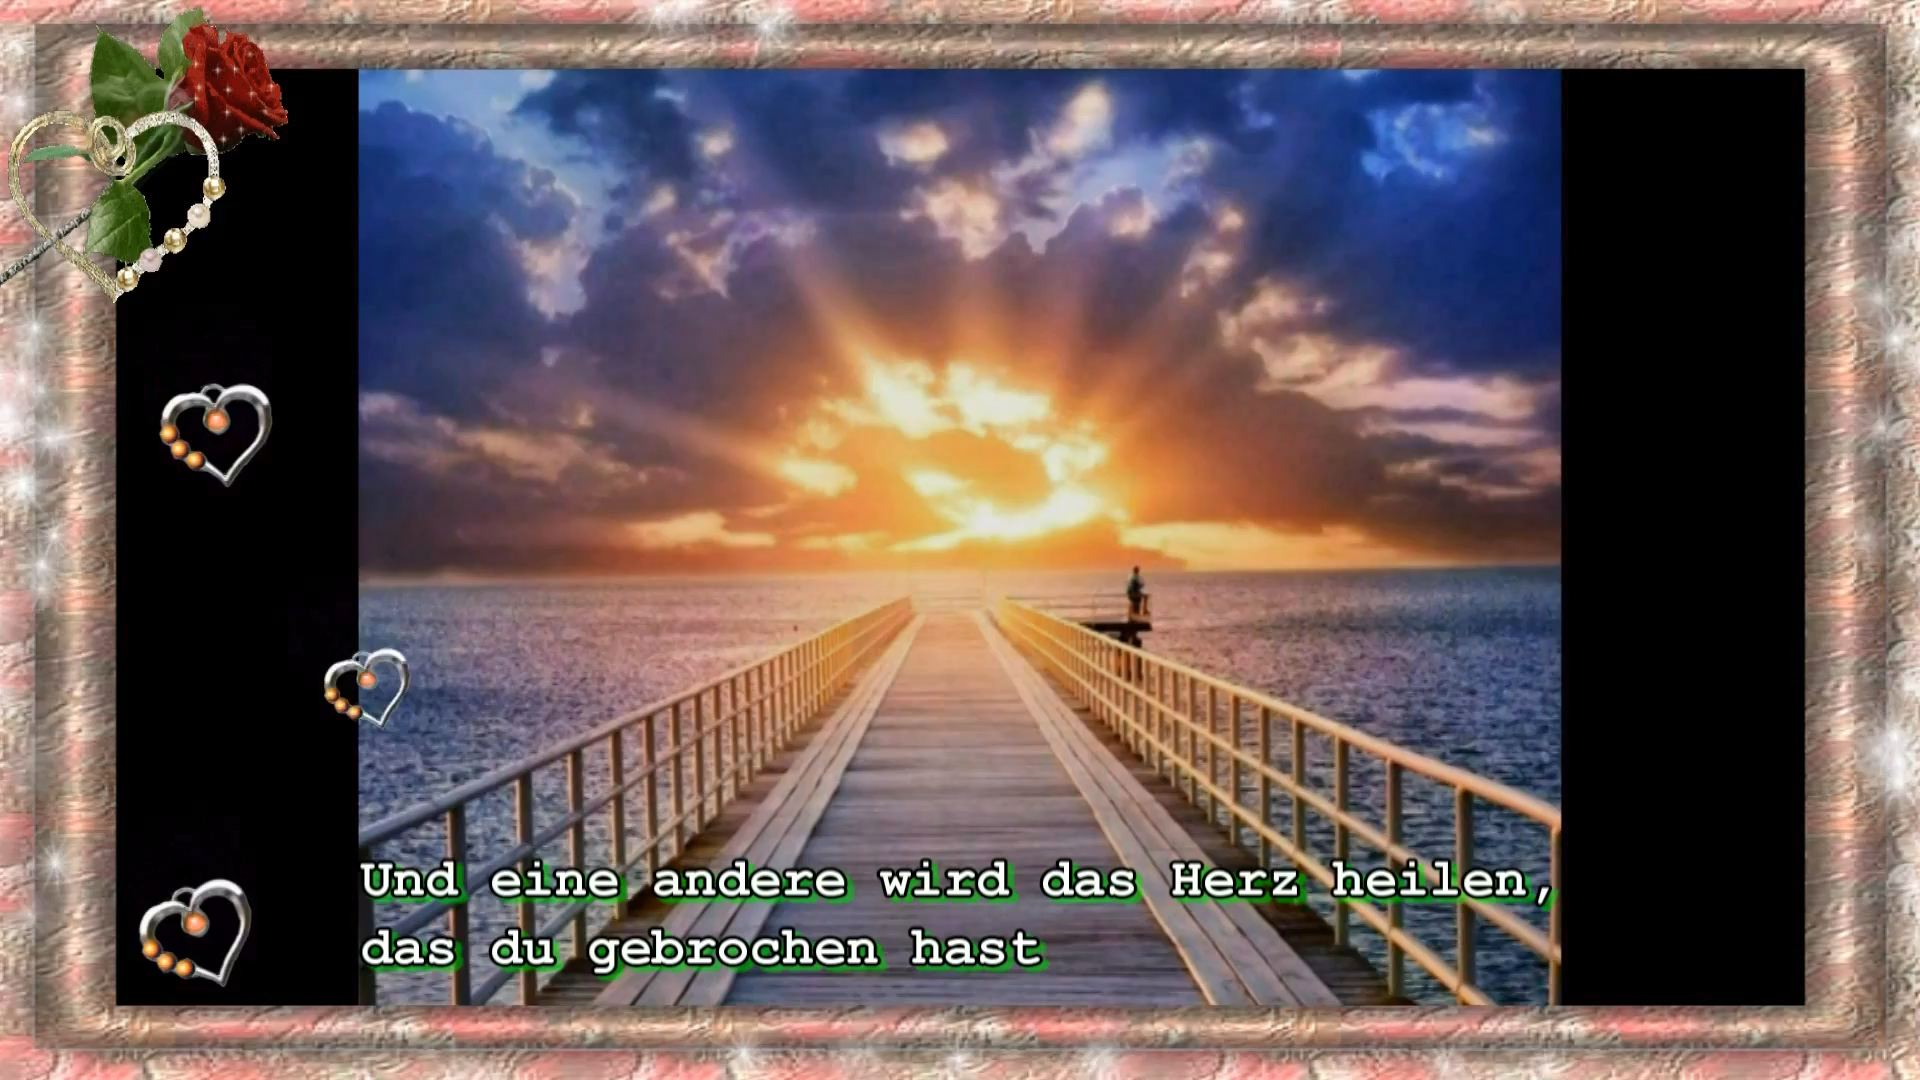 Und eine andere wird das Herz heilen,
das du gebrochen hast